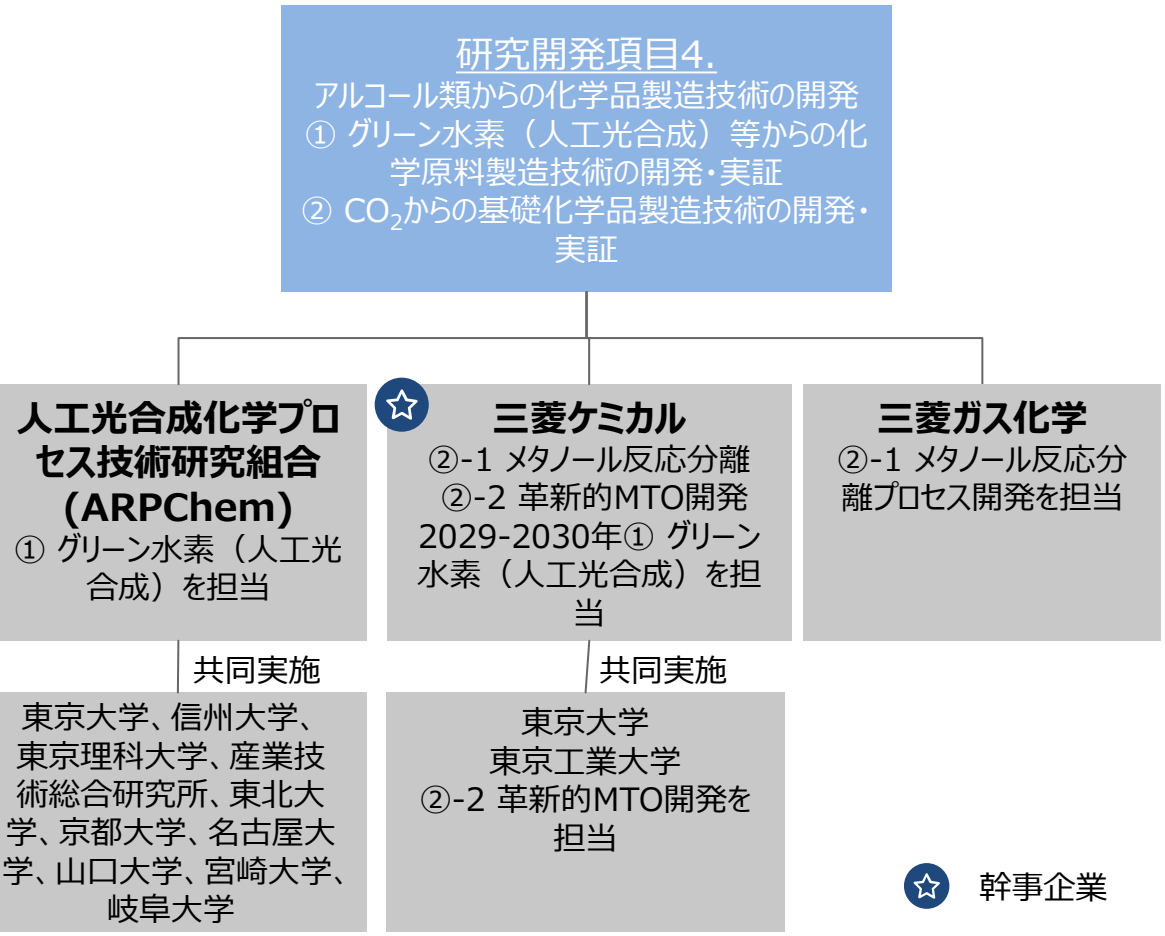 研究開発項目4.
アルコール類からの化学品製造技術の開発
① グリーン水素（人工光合成）等からの化
学原料製造技術の開発・実証
② CO2からの基礎化学品製造技術の開発・
実証
人工光合成化学プロ
セス技術研究組合
(ARPChem)
① グリーン水素（人工光
合成）を担当
三菱ケミカル
②-1 メタノール反応分離
②-2 革新的MTO開発
2029-2030年① グリーン
水素（人工光合成）を担
当
三菱ガス化学
②-1 メタノール反応分
離プロセス開発を担当
共同実施
共同実施
東京大学、信州大学、
東京理科大学、産業技
術総合研究所、東北大
学、京都大学、名古屋大
学、山口大学、宮崎大学、
岐阜大学
東京大学
東京工業大学
②-2 革新的MTO開発を
担当
幹事企業